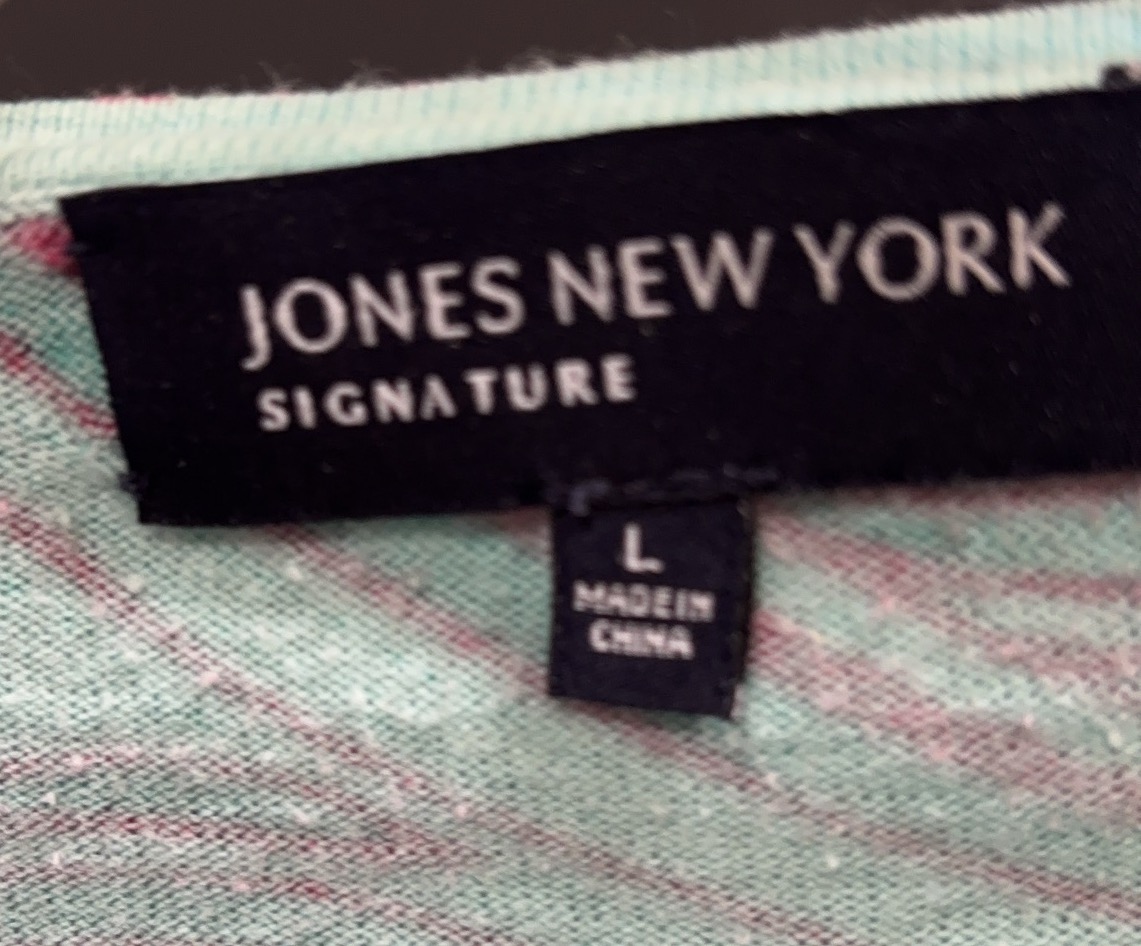 JONES NEW YORK
SIGNATURE
L
MADE IN
CHINA